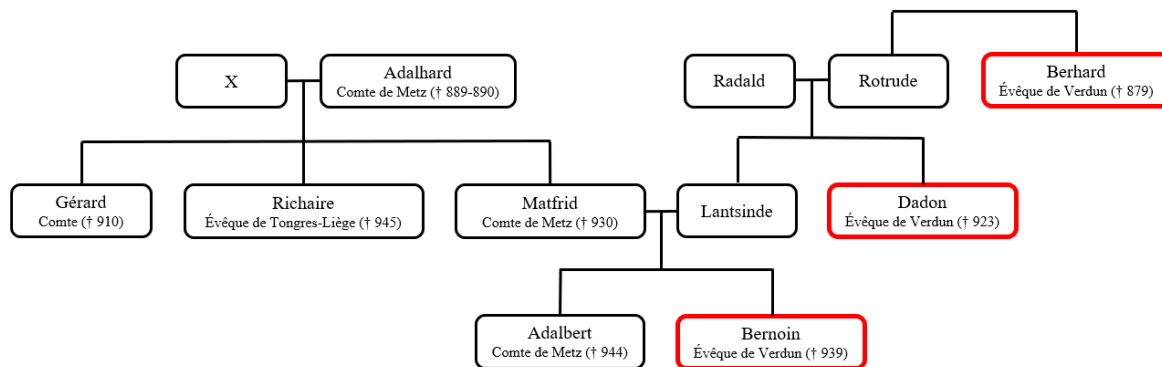 X
Adalhard
Comte de Metz († 889-890)
Radald
Rotrude
Berhard
Évêque de Verdun († 879)
Gérard
Comte († 910)
Richaire
Évêque de Tongres-Liège († 945)
Matfrid
Comte de Metz († 930)
Lantsinde
Dadon
Évêque de Verdun († 923)
Adalbert
Comte de Metz († 944)
Bernoin
Évêque de Verdun († 939)